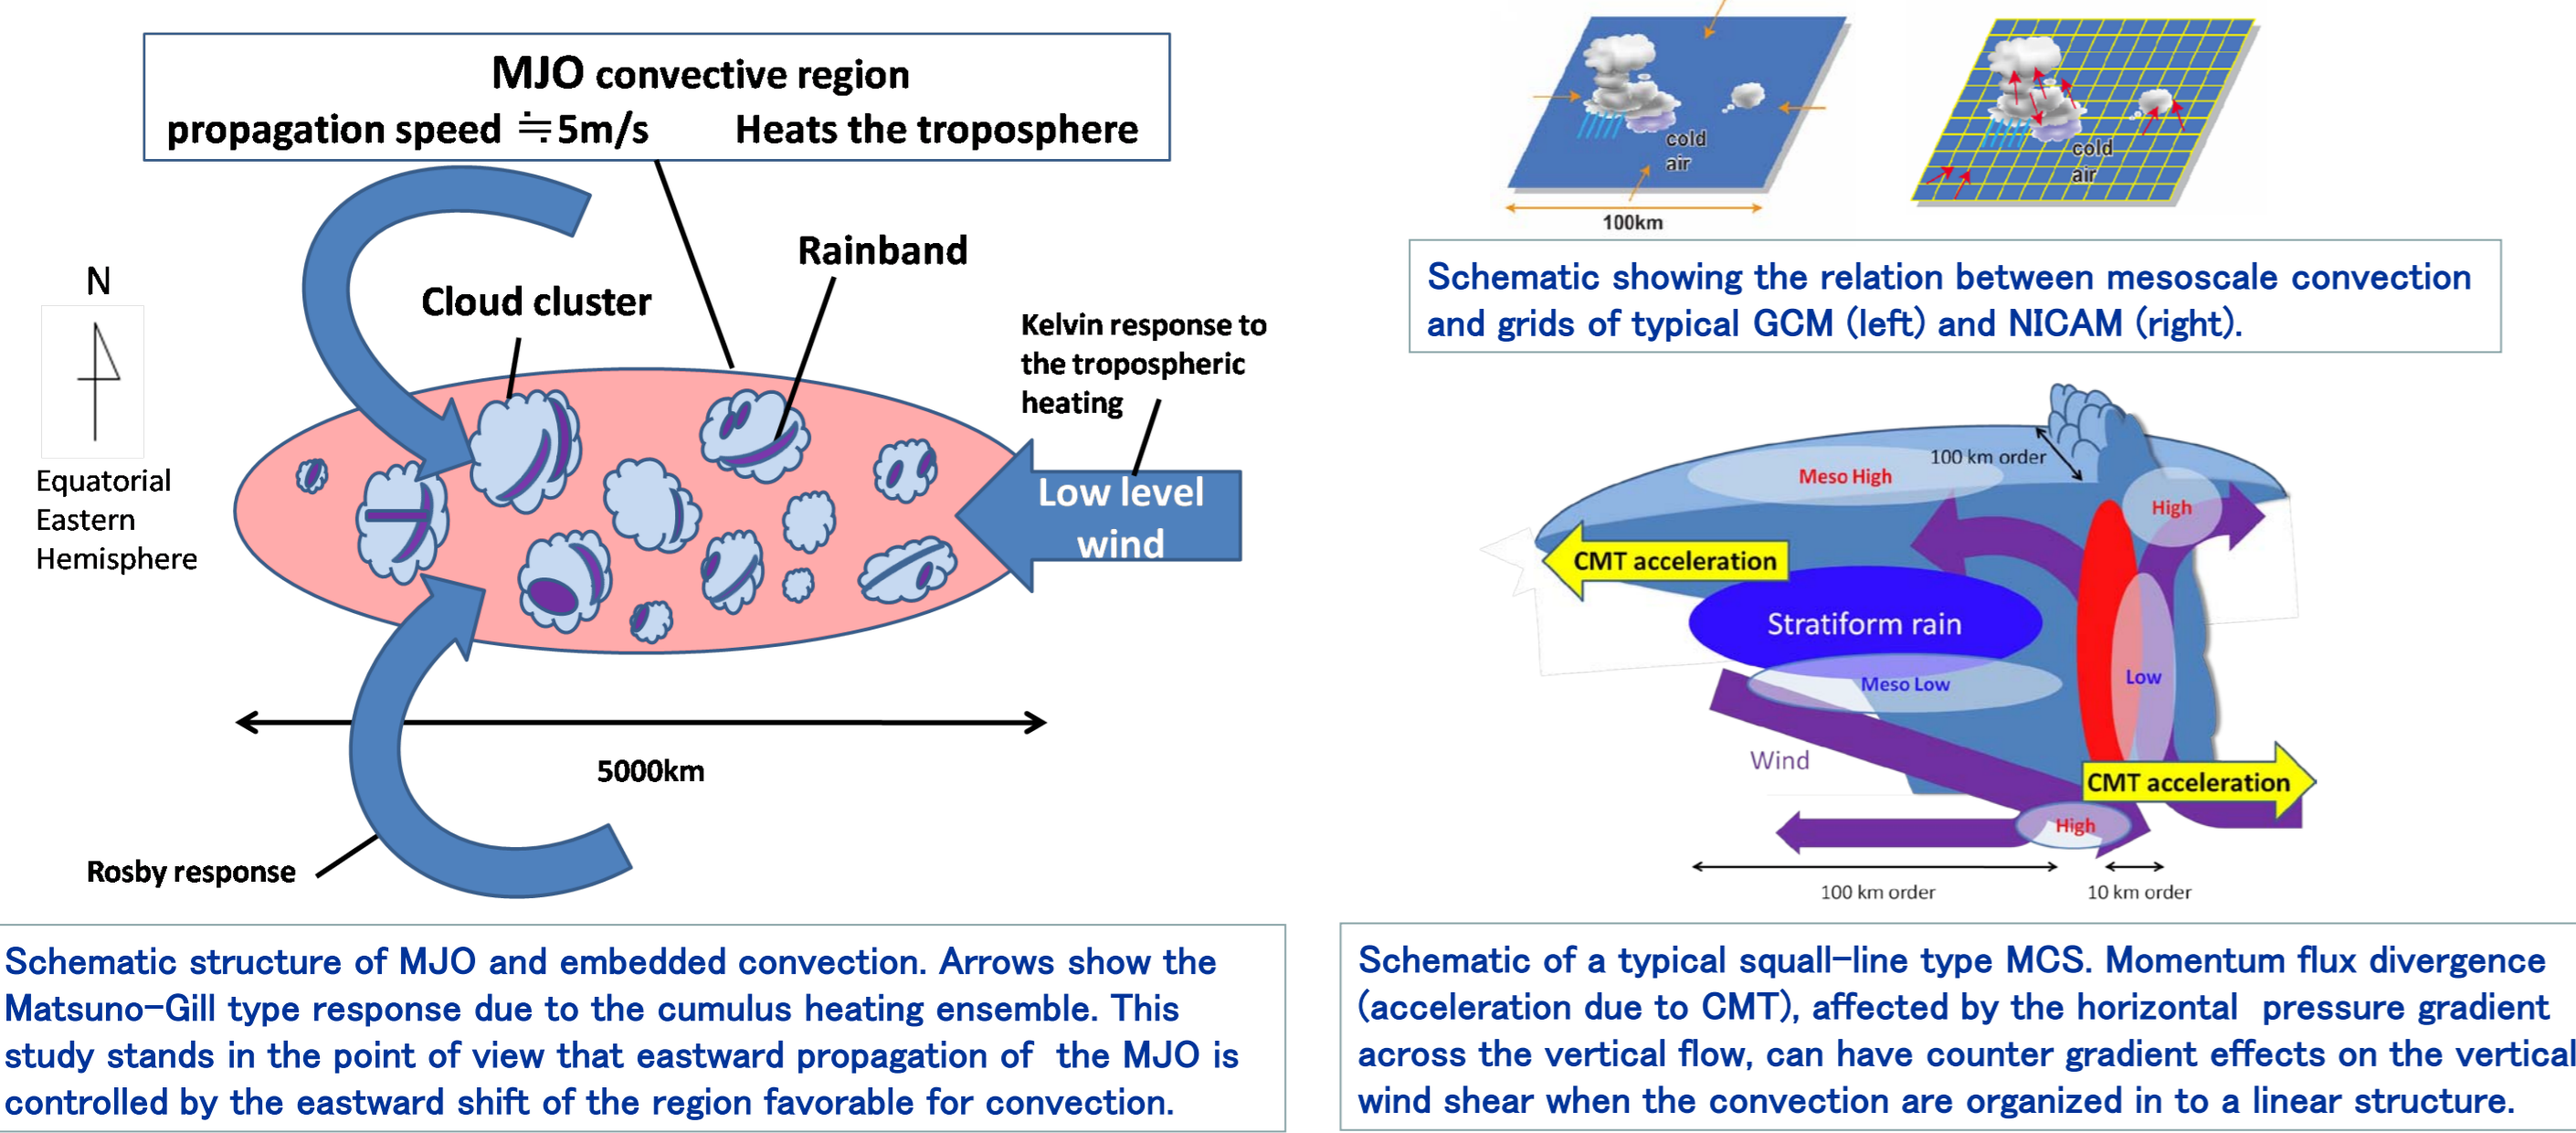 MJO convective region
propagation speed ≒5m/s Heats the troposphere
Rainband
Cloud cluster
N
Equatorial
Eastern
Hemisphere
Kelvin response to
the tropospheric
heating
Low level
wind
5000km
Rosby response
Schematic structure of MJO and embedded convection. Arrows show the
Matsuno-Gill type response due to the cumulus heating ensemble. This
study stands in the point of view that eastward propagation of the MJO is
controlled by the eastward shift of the region favorable for convection.
cold
air
100km
cold
air
Schematic showing the relation between mesoscale convection
and grids of typical GCM (left) and NICAM (right).
100 km order
Meso High
High
CMT acceleration
Stratiform rain
Meso Low
Low
Wind
CMT acceleration
High
100 km order
10 km order
Schematic of a typical squall-line type MCS. Momentum flux divergence
(acceleration due to CMT), affected by the horizontal pressure gradient
across the vertical flow, can have counter gradient effects on the vertical
wind shear when the convection are organized in to a linear structure.